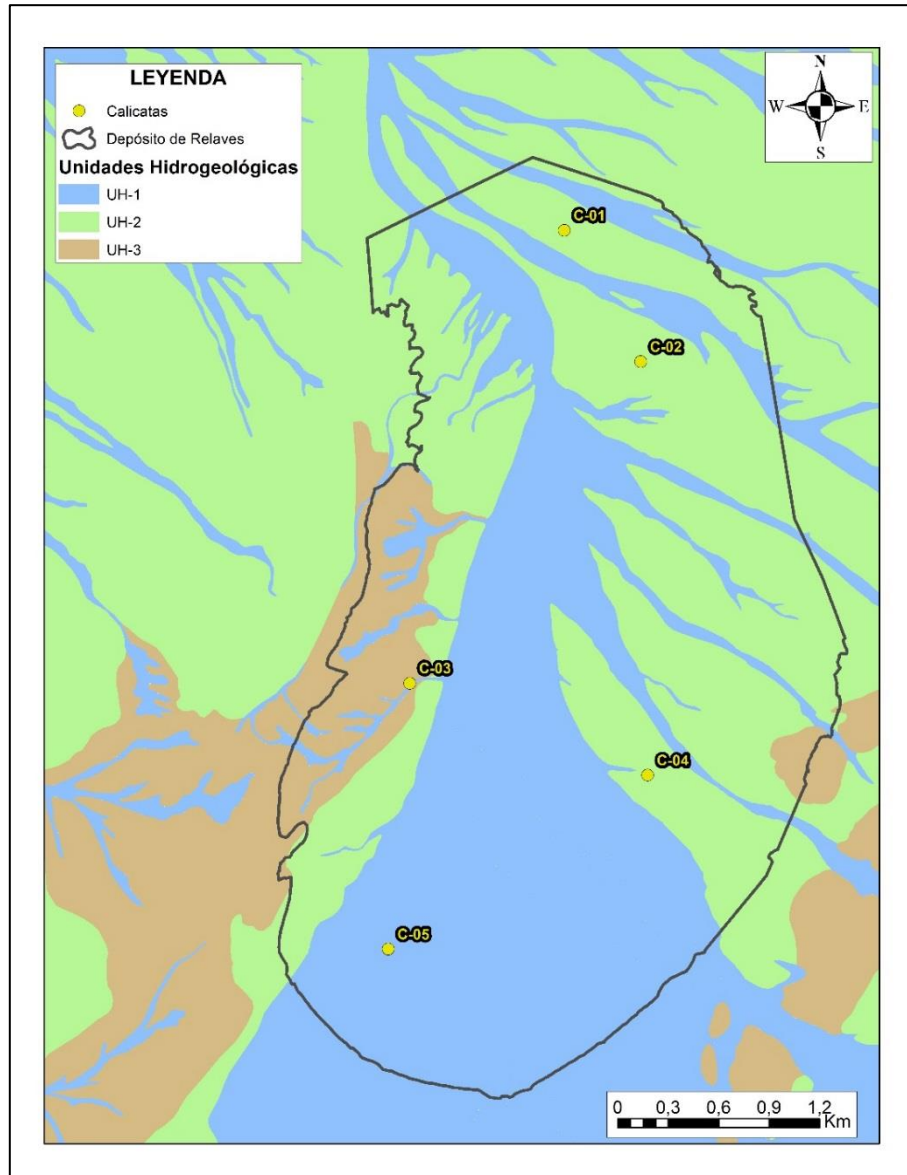 LEYENDA
Calicatas
Depósito de Relaves
Unidades Hidrogeológicas
UH-1
UH-2
UH-3
N
W E
S
C-01
C-02
C-03
C-04
C-05
0 0,3 0,6 0,9 1,2
Km